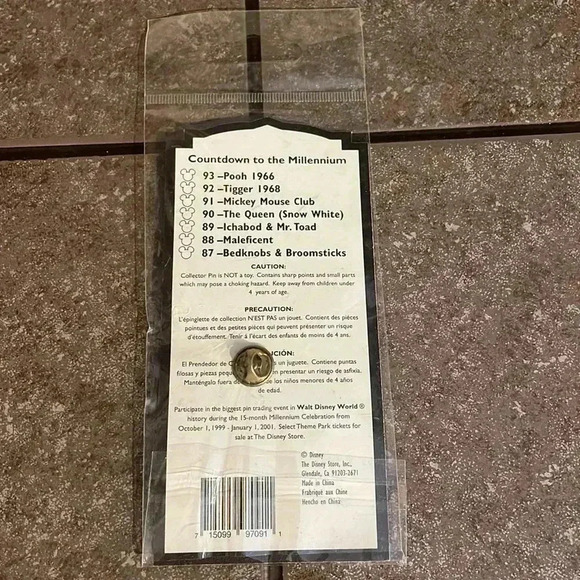 Countdown to the Millennium
93 –Pooh 1966
92 –Tigger 1968
91 –Mickey Mouse Club
90 –The Queen (Snow White)
89 –Ichabod & Mr. Toad
88 –Maleficent
87 –Bedknobs & Broomsticks
CAUTION:
Collector Pin is NOT a toy. Contains sharp points and small parts
which may pose a choking hazard. Keep away from children under
4 years of age.
PRECAUTION:
L'épinglette de collection N'EST PAS un jouet. Contient des pièces
pointues et des petites pièces qui peuvent présenter un risque
d'étouffement. Tenir à l'écart des enfants de moins de 4 ans.
El Prendedor de un juguete. Contiene puntas
filosas y piezas presentar un riesgo de asfixia.
Manténgalo fuera de los niños menores de 4 años
de edad.
Participate in the biggest pin trading event in Walt Disney World®
history during the 15-month Millennium Celebration from
October 1, 1999 - January 1, 2001. Select Theme Park tickets for
sale at The Disney Store.
© Disney
The Disney Store, Inc.,
Glendale, CA 91203-2671
Made in China
Fabriqué aux Chine
Hencho en China
7 15099 97091 1